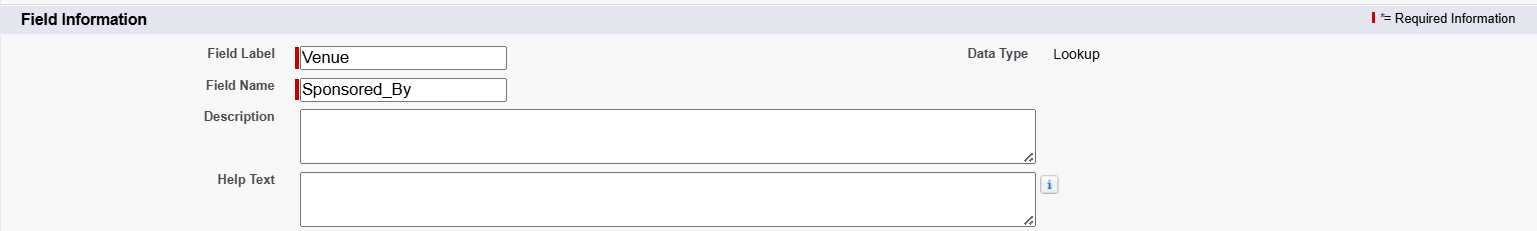 Field Information
*= Required Information
Field Label Venue
Data Type Lookup
Field Name Sponsored_By
Description
Help Text
i